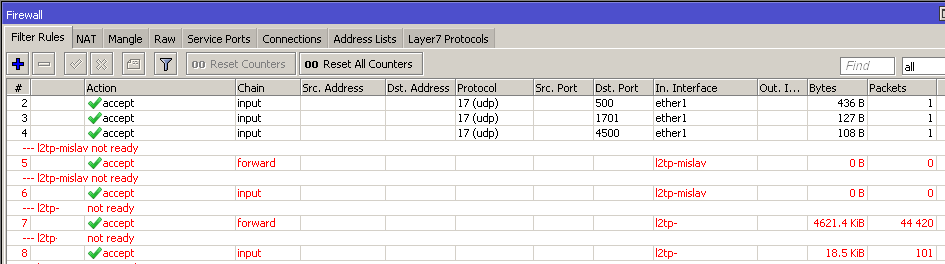 Firewall
Filter Rules NAT Mangle Raw Service Ports Connections Address Lists Layer7 Protocols
00 Reset Counters 00 Reset All Counters Find all
# Action Chain Src. Address Dst. Address Protocol Src. Port Dst. Port In. Interface Out. I... Bytes Packets
2 accept input 17 (udp) 500 ether1 436 B 1
3 accept input 17 (udp) 1701 ether1 127 B 1
4 accept input 17 (udp) 4500 ether1 108 B 1
--- l2tp-mislav not ready
5 accept forward l2tp-mislav 0 B 0
--- l2tp-mislav not ready
6 accept input l2tp-mislav 0 B 0
--- l2tp- not ready
7 accept forward l2tp- 4621.4 KiB 44 420
--- l2tp- not ready
8 accept input l2tp- 18.5 KiB 101